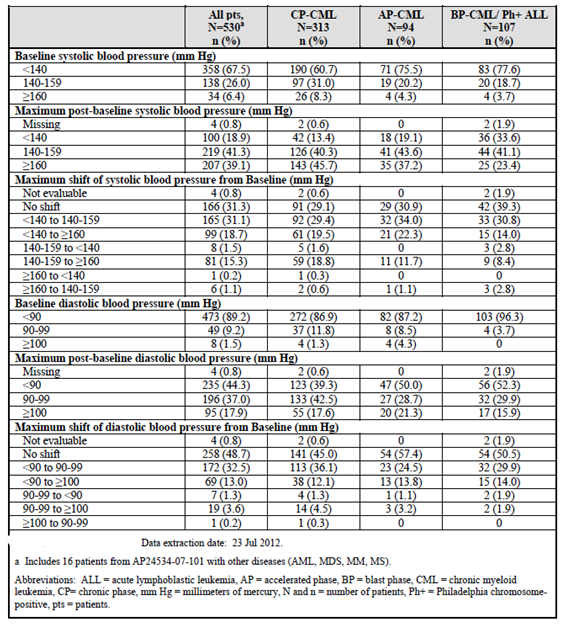 All pts, N=530a n (%) CP-CML N=313 n (%) AP-CML N=94 n (%) BP-CML/ Ph+ ALL N=107 n (%)
Baseline systolic blood pressure (mm Hg)
<140 358 (67.5) 190 (60.7) 71 (75.5) 83 (77.6)
140-159 138 (26.0) 97 (31.0) 19 (20.2) 20 (18.7)
≥160 34 (6.4) 26 (8.3) 4 (4.3) 4 (3.7)
Maximum post-baseline systolic blood pressure (mm Hg)
Missing 4 (0.8) 2 (0.6) 0 2 (1.9)
<140 100 (18.9) 42 (13.4) 18 (19.1) 36 (33.6)
140-159 219 (41.3) 126 (40.3) 41 (43.6) 44 (41.1)
≥160 207 (39.1) 143 (45.7) 35 (37.2) 25 (23.4)
Maximum shift of systolic blood pressure from Baseline (mm Hg)
Not evaluable 4 (0.8) 2 (0.6) 0 2 (1.9)
No shift 166 (31.3) 91 (29.1) 29 (30.9) 42 (39.3)
<140 to 140-159 165 (31.1) 92 (29.4) 32 (34.0) 33 (30.8)
<140 to ≥160 99 (18.7) 61 (19.5) 21 (22.3) 15 (14.0)
140-159 to <140 8 (1.5) 5 (1.6) 0 3 (2.8)
140-159 to ≥160 81 (15.3) 59 (18.8) 11 (11.7) 9 (8.4)
≥160 to <140 1 (0.2) 1 (0.3) 0 0
≥160 to 140-159 6 (1.1) 2 (0.6) 1 (1.1) 3 (2.8)
Baseline diastolic blood pressure (mm Hg)
<90 473 (89.2) 272 (86.9) 82 (87.2) 103 (96.3)
90-99 49 (9.2) 37 (11.8) 8 (8.5) 4 (3.7)
≥100 8 (1.5) 4 (1.3) 4 (4.3) 0
Maximum post-baseline diastolic blood pressure (mm Hg)
Missing 4 (0.8) 2 (0.6) 0 2 (1.9)
<90 235 (44.3) 123 (39.3) 47 (50.0) 56 (52.3)
90-99 196 (37.0) 133 (42.5) 27 (28.7) 32 (29.9)
≥100 95 (17.9) 55 (17.6) 20 (21.3) 17 (15.9)
Maximum shift of diastolic blood pressure from Baseline (mm Hg)
Not evaluable 4 (0.8) 2 (0.6) 0 2 (1.9)
No shift 258 (48.7) 141 (45.0) 54 (57.4) 54 (50.5)
<90 to 90-99 172 (32.5) 113 (36.1) 23 (24.5) 32 (29.9)
<90 to ≥100 69 (13.0) 38 (12.1) 13 (13.8) 15 (14.0)
90-99 to <90 7 (1.3) 4 (1.3) 1 (1.1) 2 (1.9)
90-99 to ≥100 19 (3.6) 14 (4.5) 3 (3.2) 2 (1.9)
≥100 to 90-99 1 (0.2) 1 (0.3) 0 0
Data extraction date: 23 Jul 2012.
a Includes 16 patients from AP24534-07-101 with other diseases (AML, MDS, MM, MS).
Abbreviations: ALL = acute lymphoblastic leukemia, AP = accelerated phase, BP = blast phase, CML = chronic myeloid
leukemia, CP= chronic phase, mm Hg = millimeters of mercury, N and n = number of patients, Ph+ = Philadelphia chromosome-
positive, pts = patients.